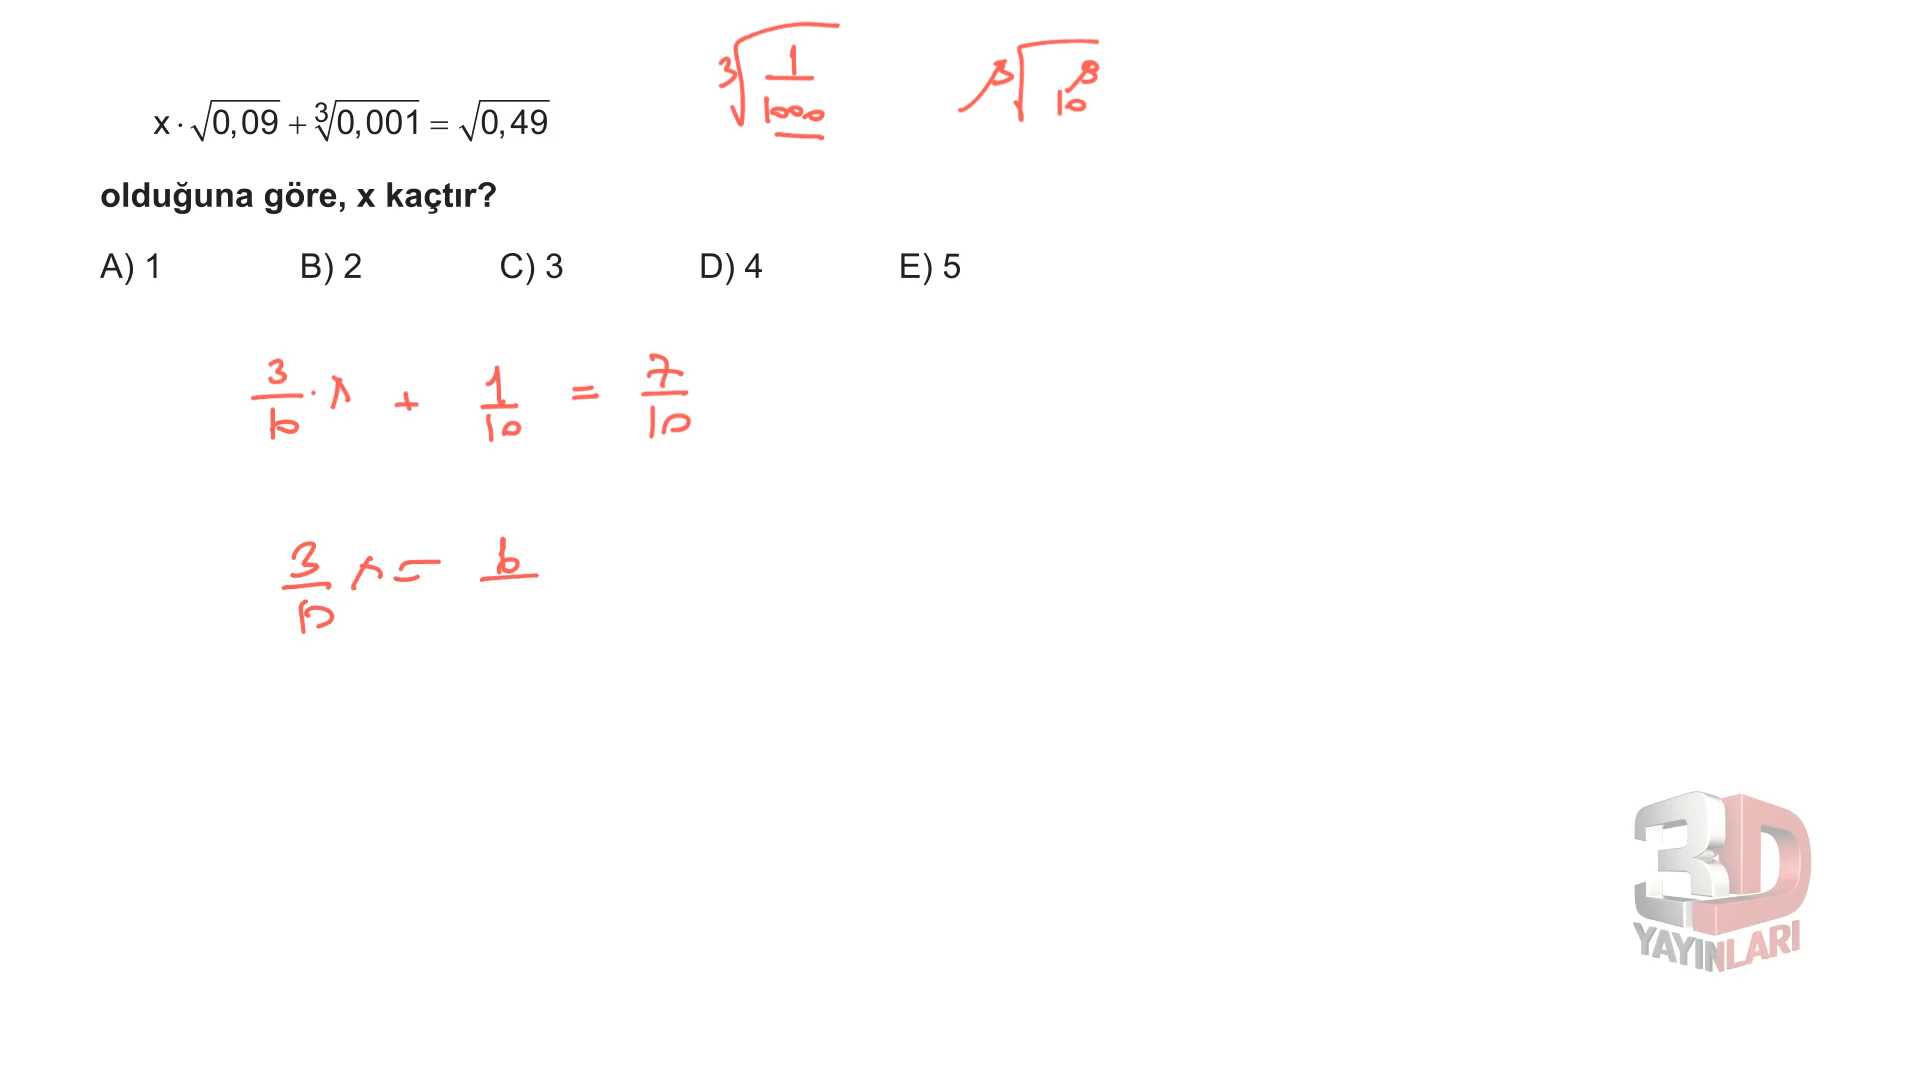 x · √0,09 + ∛0,001 = √0,49
olduğuna göre, x kaçtır?
A) 1 B) 2 C) 3 D) 4 E) 5
∛(1/1000) ∛(10³)
3/10 · x + 1/10 = 7/10
3/10 x = 6
3D
YAYINLARI